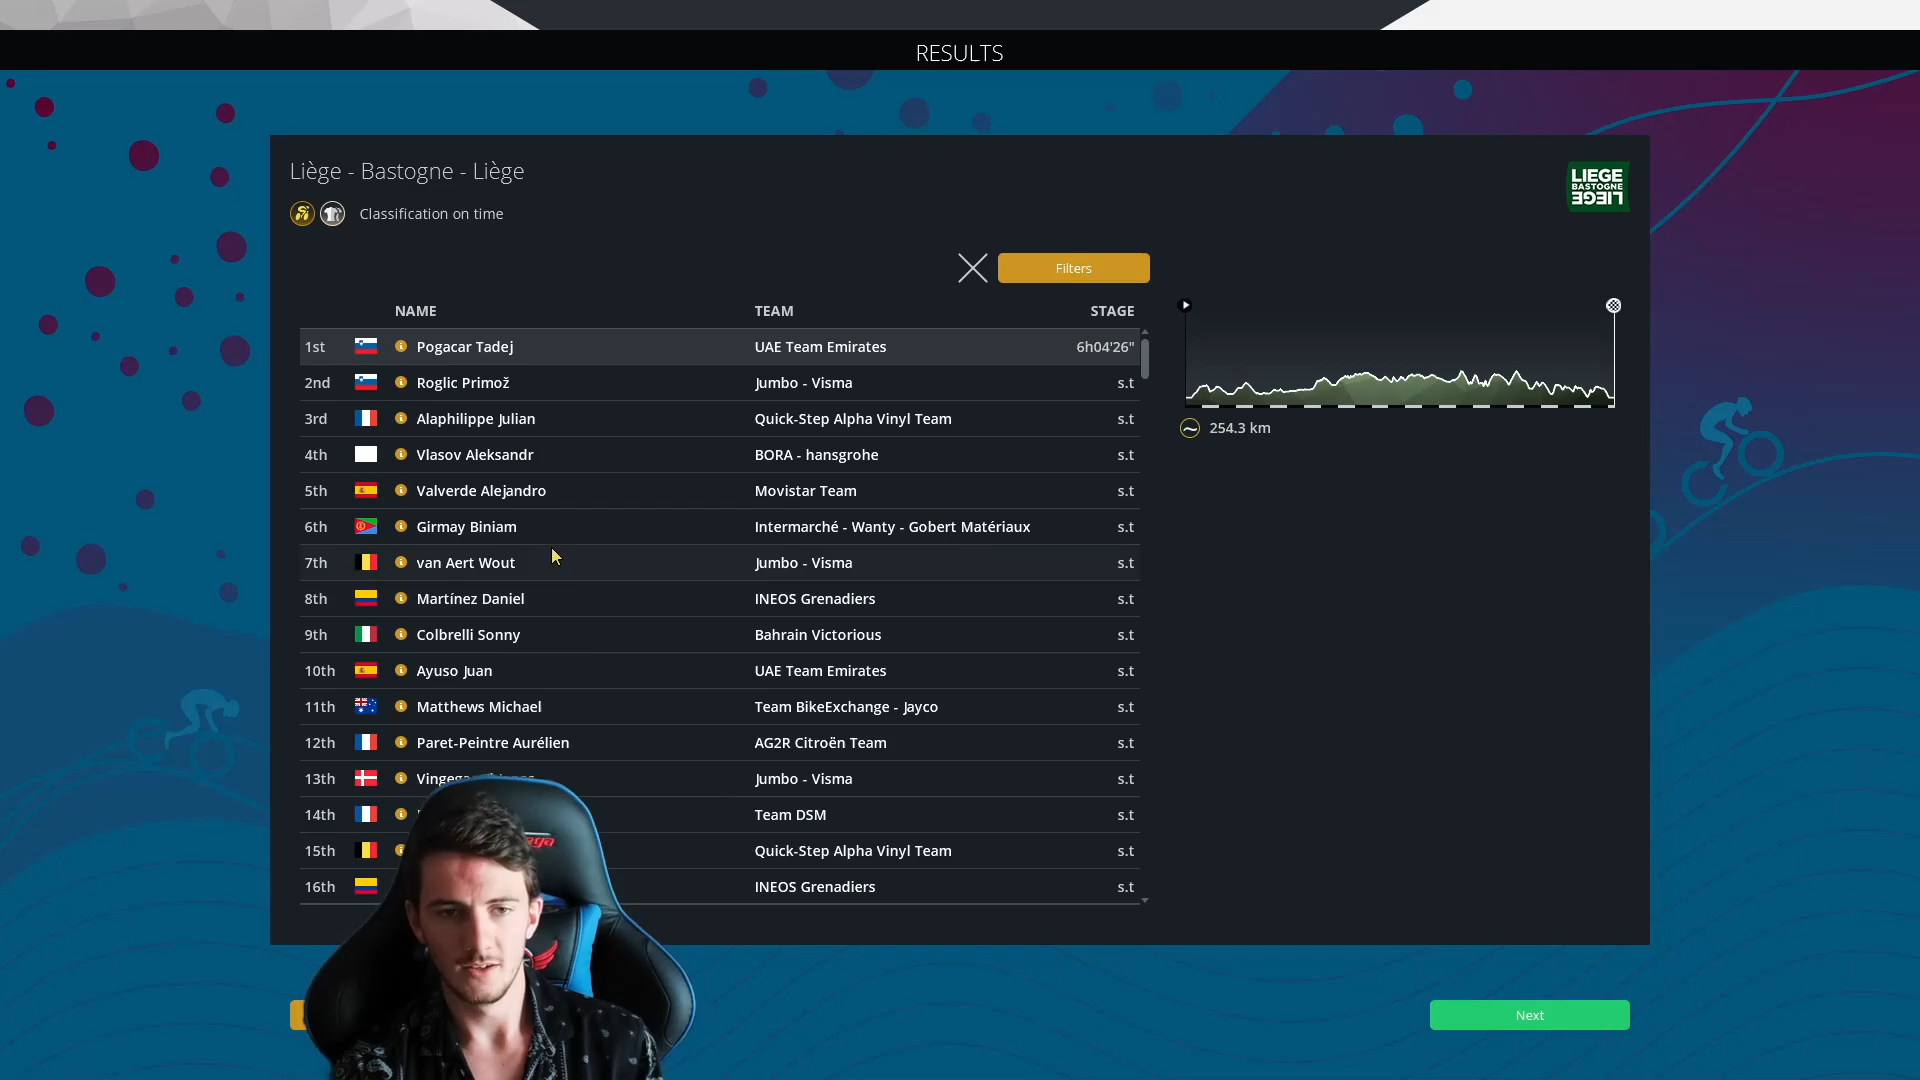 RESULTS
Liège - Bastogne - Liège
LIEGE
BASTOGNE
LIEGE
Classification on time
Filters
NAME TEAM STAGE
1st Pogacar Tadej UAE Team Emirates 6h04'26"
2nd Roglic Primož Jumbo - Visma s.t
3rd Alaphilippe Julian Quick-Step Alpha Vinyl Team s.t
4th Vlasov Aleksandr BORA - hansgrohe s.t
5th Valverde Alejandro Movistar Team s.t
6th Girmay Biniam Intermarché - Wanty - Gobert Matériaux s.t
7th van Aert Wout Jumbo - Visma s.t
8th Martínez Daniel INEOS Grenadiers s.t
9th Colbrelli Sonny Bahrain Victorious s.t
10th Ayuso Juan UAE Team Emirates s.t
11th Matthews Michael Team BikeExchange - Jayco s.t
12th Paret-Peintre Aurélien AG2R Citroën Team s.t
13th Jumbo - Visma s.t
14th Team DSM s.t
15th Quick-Step Alpha Vinyl Team s.t
16th INEOS Grenadiers s.t
254.3 km
Next